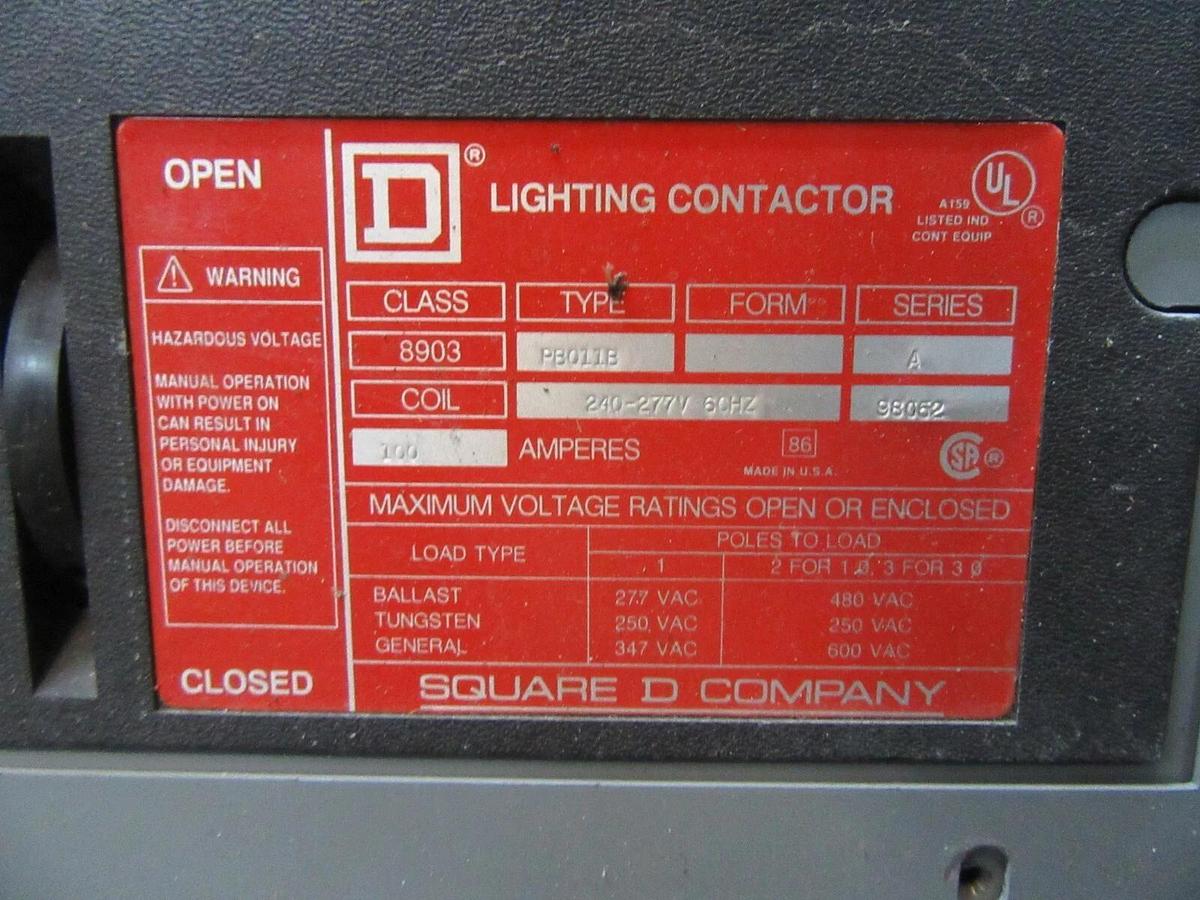 OPEN
WARNING
HAZARDOUS VOLTAGE
MANUAL OPERATION
WITH POWER ON
CAN RESULT IN
PERSONAL INJURY
OR EQUIPMENT
DAMAGE.
DISCONNECT ALL
POWER BEFORE
MANUAL OPERATION
OF THIS DEVICE.
CLOSED
D ®
LIGHTING CONTACTOR
UL ®
A159
LISTED IND
CONT EQUIP
CLASS TYPE FORM SERIES
8903 PBO11B A
COIL 240-277V 60HZ 98052
100 AMPERES 86
MADE IN U.S.A.
SA ®
MAXIMUM VOLTAGE RATINGS OPEN OR ENCLOSED
LOAD TYPE POLES TO LOAD
1 2 FOR 1 Ø, 3 FOR 3 Ø
BALLAST 277 VAC 480 VAC
TUNGSTEN 250 VAC 250 VAC
GENERAL 347 VAC 600 VAC
SQUARE D COMPANY